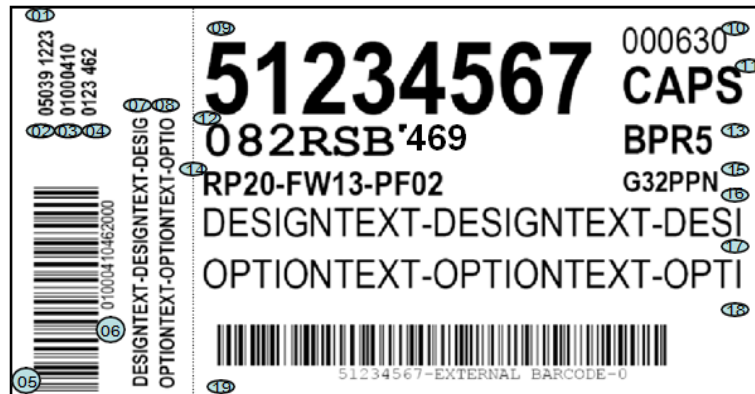 01
05039 1223
01000410
0123 462
02 03 04
07 08
DESIGNTEXT-DESIGNTEXT-DESIG
OPTIONTEXT-OPTIONTEXT-OPTIO
01000410462000
06
05
09
10
51234567
000630
11
CAPS
12
082RSB'469
BPR5
13
14
RP20-FW13-PF02
G32PPN
15
16
DESIGNTEXT-DESIGNTEXT-DESI
17
OPTIONTEXT-OPTIONTEXT-OPTI
18
51234567-EXTERNAL BARCODE-0
19